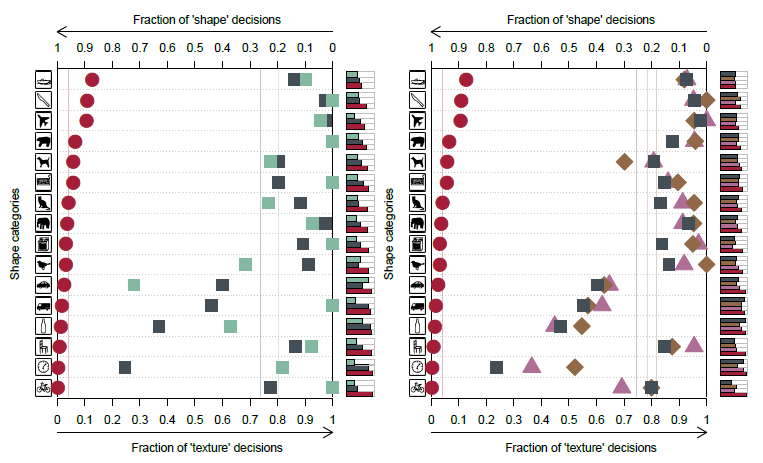 Fraction of 'shape' decisions
1 0.9 0.8 0.7 0.6 0.5 0.4 0.3 0.2 0.1 0
Shape categories
0 0.1 0.2 0.3 0.4 0.5 0.6 0.7 0.8 0.9 1
Fraction of 'texture' decisions
Fraction of 'shape' decisions
1 0.9 0.8 0.7 0.6 0.5 0.4 0.3 0.2 0.1 0
Shape categories
0 0.1 0.2 0.3 0.4 0.5 0.6 0.7 0.8 0.9 1
Fraction of 'texture' decisions